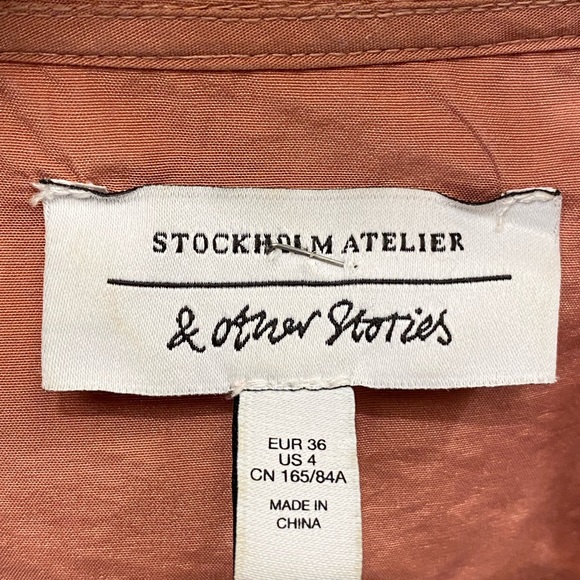 STOCKHOLM ATELIER
& other Stories
EUR 36
US 4
CN 165/84A
MADE IN
CHINA